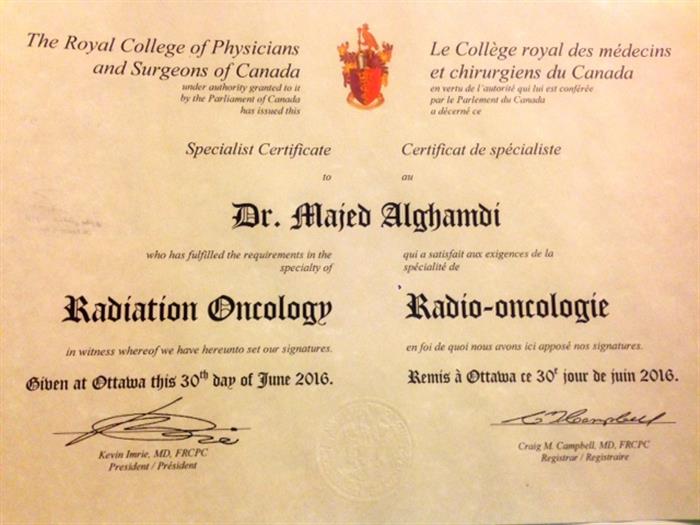 The Royal College of Physicians
and Surgeons of Canada
under authority granted to it
by the Parliament of Canada
has issued this
Le Collège royal des médecins
et chirurgiens du Canada
en vertu de l'autorité qui lui est conférée
par le Parlement du Canada
a décerné ce
Specialist Certificate
Certificat de spécialiste
to
au
Dr. Majed Alghamdi
who has fulfilled the requirements in the
specialty of
qui a satisfait aux exigences de la
spécialité de
Radiation Oncology
Radio-oncologie
in witness whereof we have hereunto set our signatures.
en foi de quoi nous avons ici apposé nos signatures.
Given at Ottawa this 30th day of June 2016.
Remis à Ottawa ce 30e jour de juin 2016.
Kevin Imrie, MD, FRCPC
President / Président
Craig M. Campbell, MD, FRCPC
Registrar / Registraire